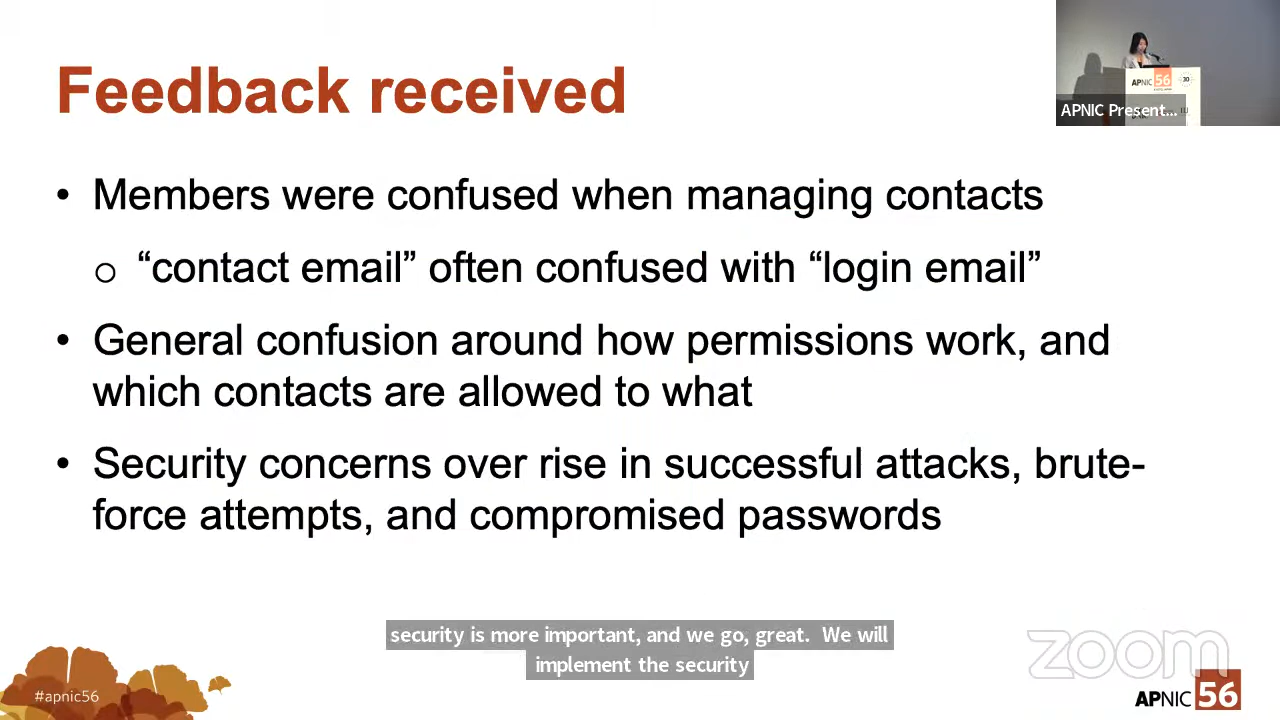 Feedback received
APNIC 56
APNIC Present...
• Members were confused when managing contacts
o “contact email” often confused with “login email”
• General confusion around how permissions work, and
which contacts are allowed to what
• Security concerns over rise in successful attacks, brute-
force attempts, and compromised passwords
security is more important, and we go, great. We will
implement the security
zoom
#apnic56
APNIC 56